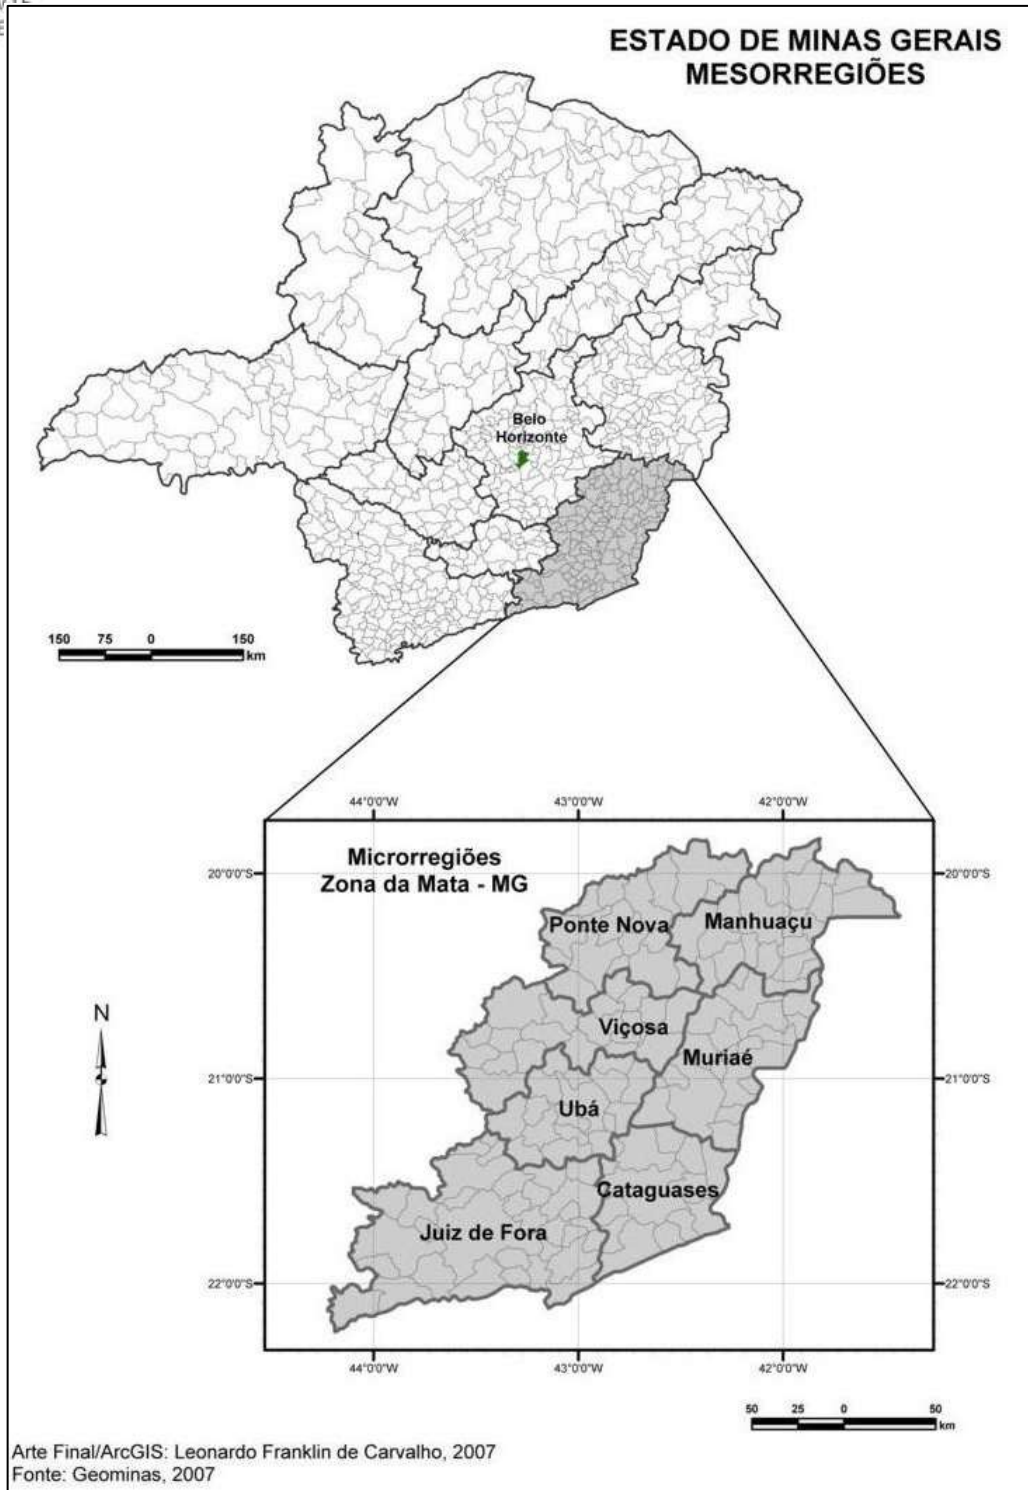 ESTADO DE MINAS GERAIS
MESORREGIÕES
Belo
Horizonte
150 75 0 150
km
44°0'0"W 43°0'0"W 42°0'0"W
Microrregiões
Zona da Mata - MG
20°0'0"S 20°0'0"S
Ponte Nova Manhuaçu
N
Viçosa
Muriaé
21°0'0"S 21°0'0"S
Ubá
Cataguases
Juiz de Fora
22°0'0"S 22°0'0"S
44°0'0"W 43°0'0"W 42°0'0"W
50 25 0 50
km
Arte Final/ArcGIS: Leonardo Franklin de Carvalho, 2007
Fonte: Geominas, 2007